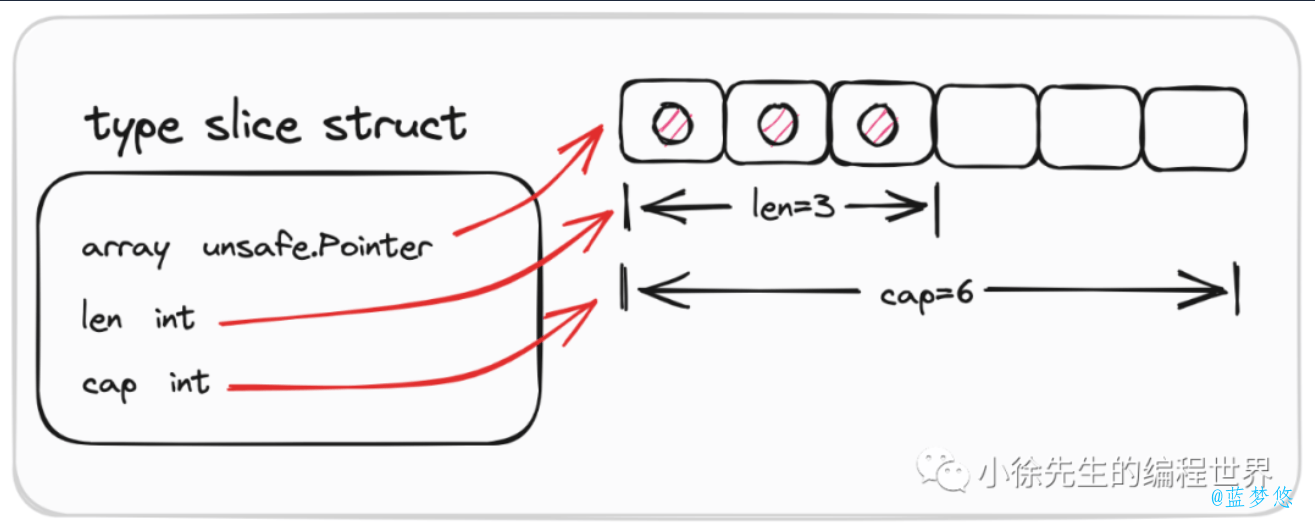 type slice struct
array unsafe.Pointer
len int
cap int
len=3
cap=6
小徐先生的编程世界
@蓝梦悠